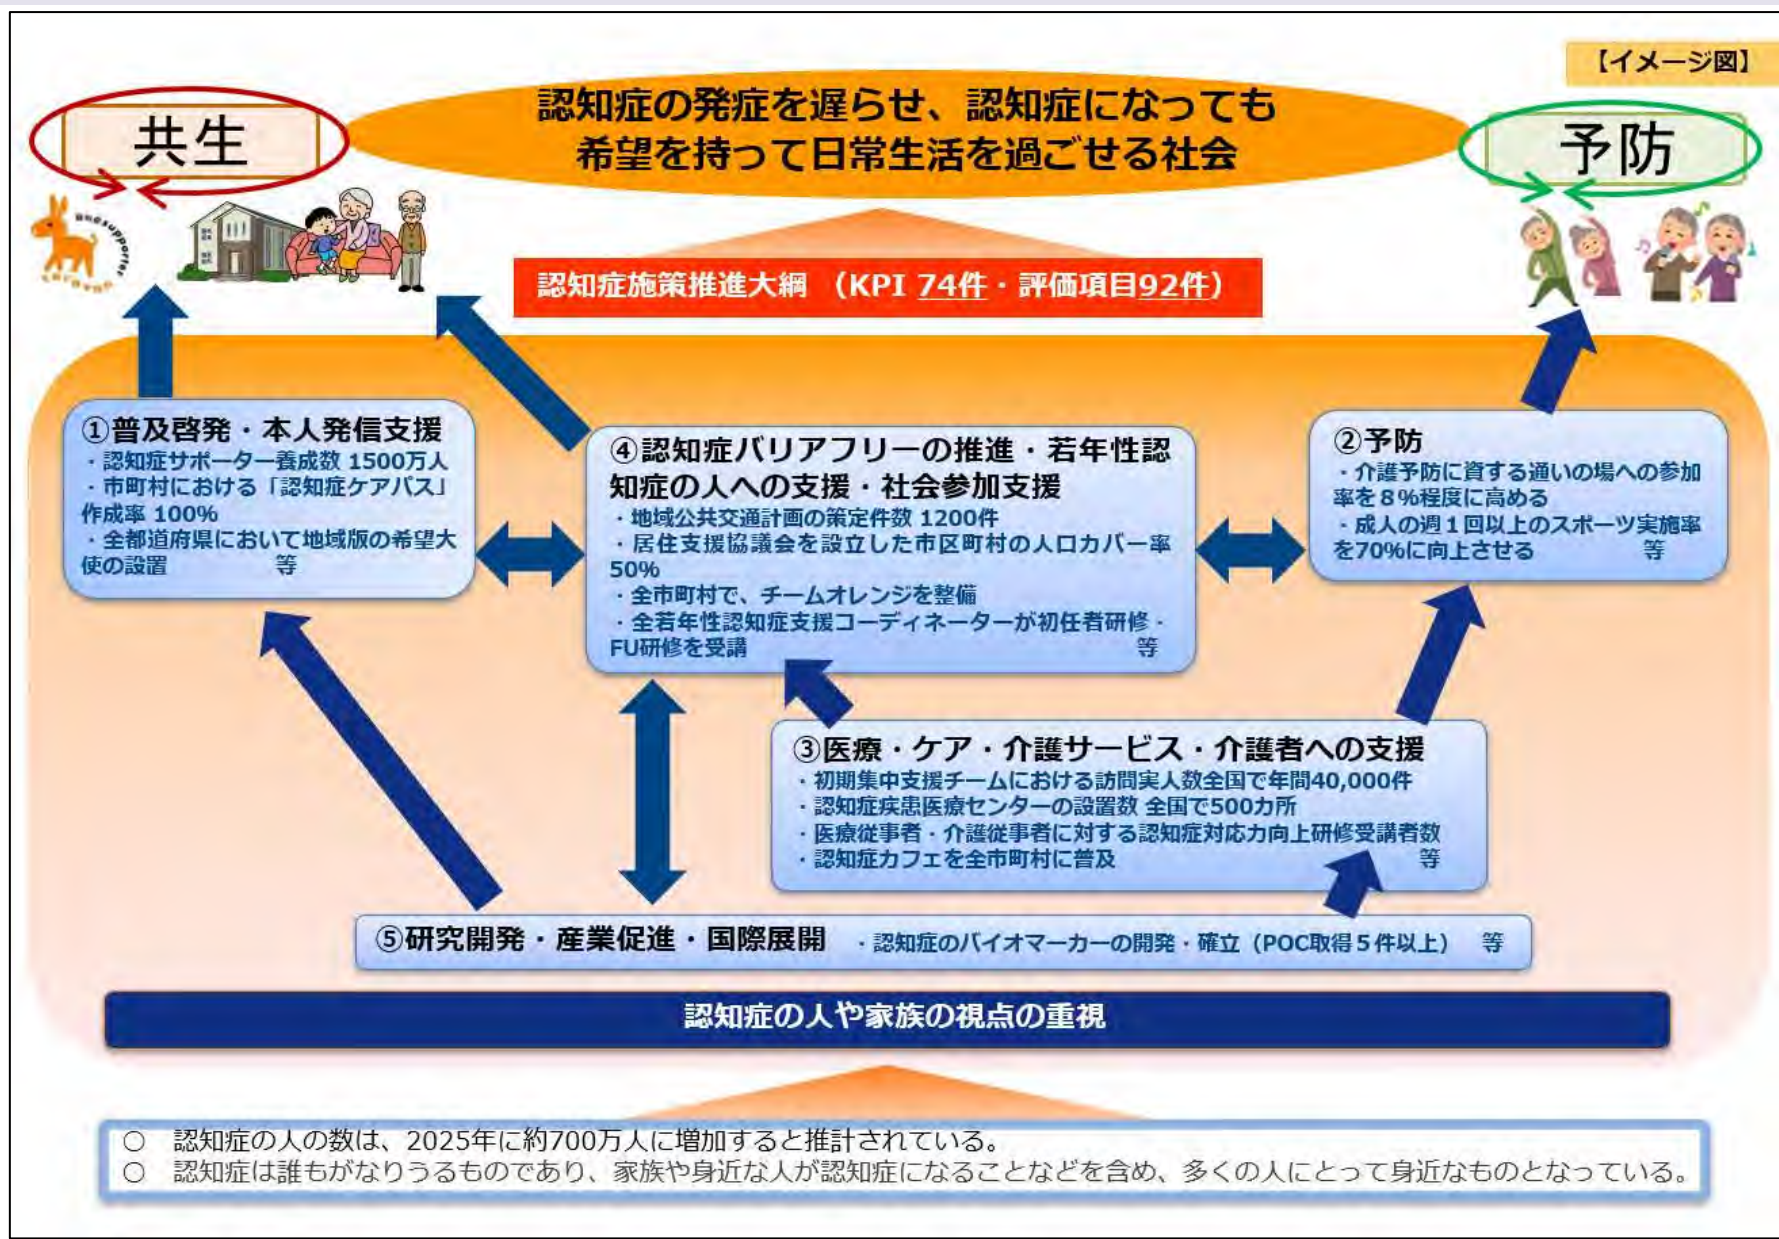 【イメージ図】
認知症の発症を遅らせ、認知症になっても
希望を持って日常生活を過ごせる社会
共生
予防
認知症施策推進大綱 （KPI 74件・評価項目92件）
①普及啓発・本人発信支援
・認知症サポーター養成数 1500万人
・市町村における「認知症ケアパス」
作成率 100%
・全都道府県において地域版の希望大
使の設置 等
④認知症バリアフリーの推進・若年性認
知症の人への支援・社会参加支援
・地域公共交通計画の策定件数 1200件
・居住支援協議会を設立した市区町村の人口カバー率
50%
・全市町村で、チームオレンジを整備
・全若年性認知症支援コーディネーターが初任者研修・
FU研修を受講 等
②予防
・介護予防に資する通いの場への参加
率を８%程度に高める
・成人の週１回以上のスポーツ実施率
を70%に向上させる 等
③医療・ケア・介護サービス・介護者への支援
・初期集中支援チームにおける訪問実人数全国で年間40,000件
・認知症疾患医療センターの設置数 全国で500カ所
・医療従事者・介護従事者に対する認知症対応力向上研修受講者数
・認知症カフェを全市町村に普及 等
⑤研究開発・産業促進・国際展開 ・認知症のバイオマーカーの開発・確立（POC取得５件以上） 等
認知症の人や家族の視点の重視
○ 認知症の人の数は、2025年に約700万人に増加すると推計されている。
○ 認知症は誰もがなりうるものであり、家族や身近な人が認知症になることなどを含め、多くの人にとって身近なものとなっている。